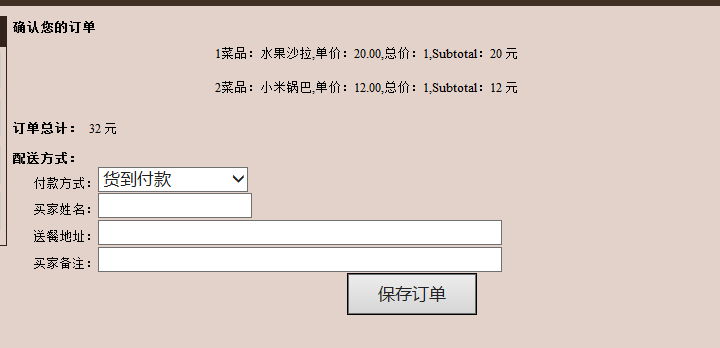 确认您的订单
1菜品：水果沙拉,单价：20.00,总价：1,Subtotal：20 元
2菜品：小米锅巴,单价：12.00,总价：1,Subtotal：12 元
订单总计： 32 元
配送方式：
付款方式： 货到付款
买家姓名：
送餐地址：
买家备注：
保存订单